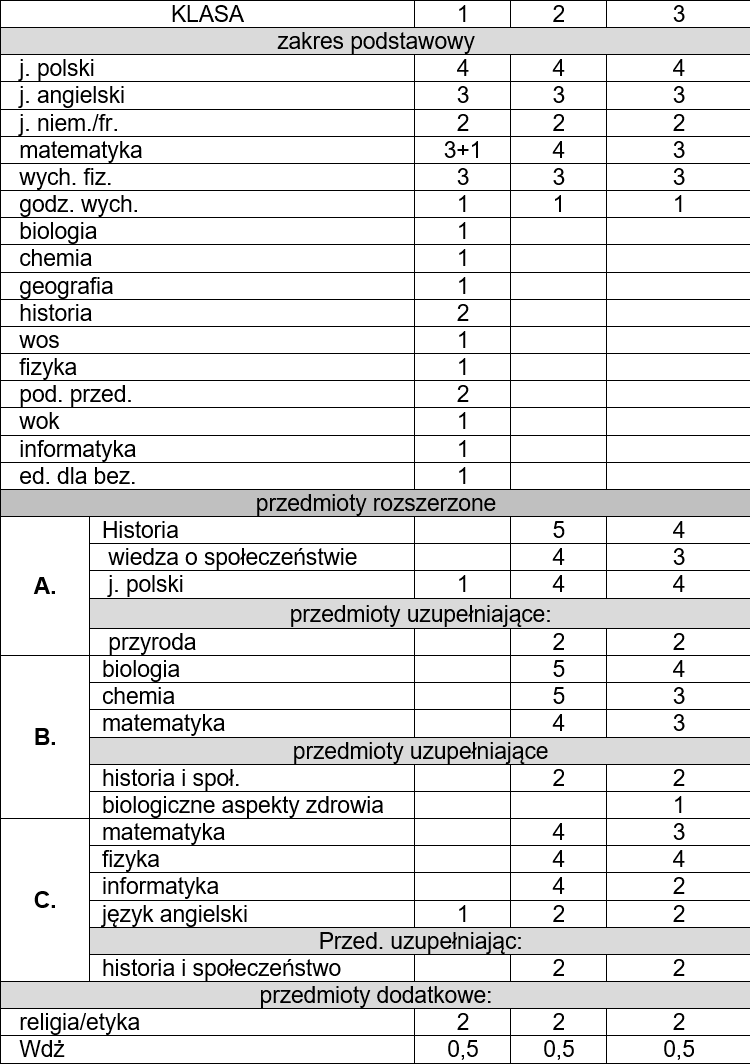 KLASA 1 2 3
zakres podstawowy
j. polski 4 4 4
j. angielski 3 3 3
j. niem./fr. 2 2 2
matematyka 3+1 4 3
wych. fiz. 3 3 3
godz. wych. 1 1 1
biologia 1
chemia 1
geografia 1
historia 2
wos 1
fizyka 1
pod. przed. 2
wok 1
informatyka 1
ed. dla bez. 1
przedmioty rozszerzone
A.
Historia 5 4
wiedza o społeczeństwie 4 3
j. polski 1 4 4
przedmioty uzupełniające:
przyroda 2 2
B.
biologia 5 4
chemia 5 3
matematyka 4 3
przedmioty uzupełniające
historia i społ. 2 2
biologiczne aspekty zdrowia 1
C.
matematyka 4 3
fizyka 4 4
informatyka 4 2
język angielski 1 2 2
Przed. uzupełniając:
historia i społeczeństwo 2 2
przedmioty dodatkowe:
religia/etyka 2 2 2
Wdż 0,5 0,5 0,5